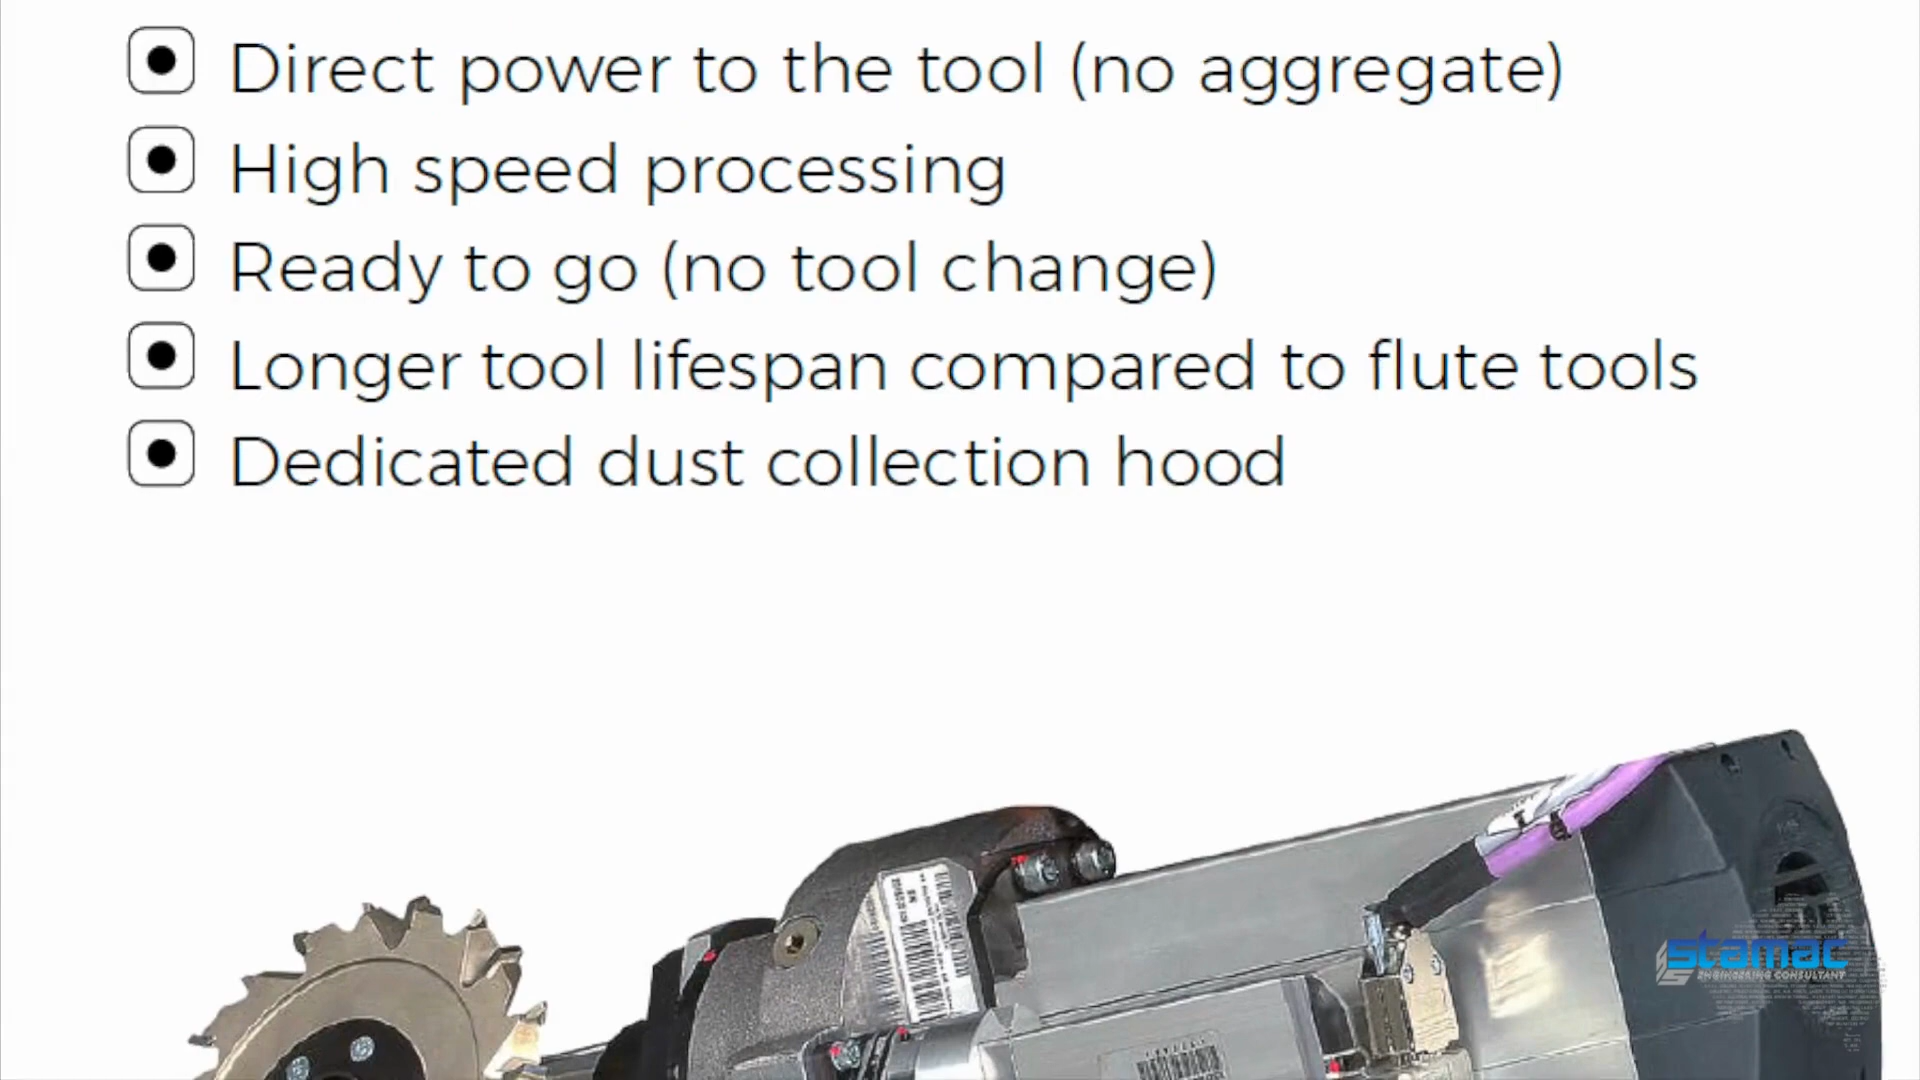 Direct power to the tool (no aggregate)
High speed processing
Ready to go (no tool change)
Longer tool lifespan compared to flute tools
Dedicated dust collection hood
stamac
ENGINEERING CONSULTANT